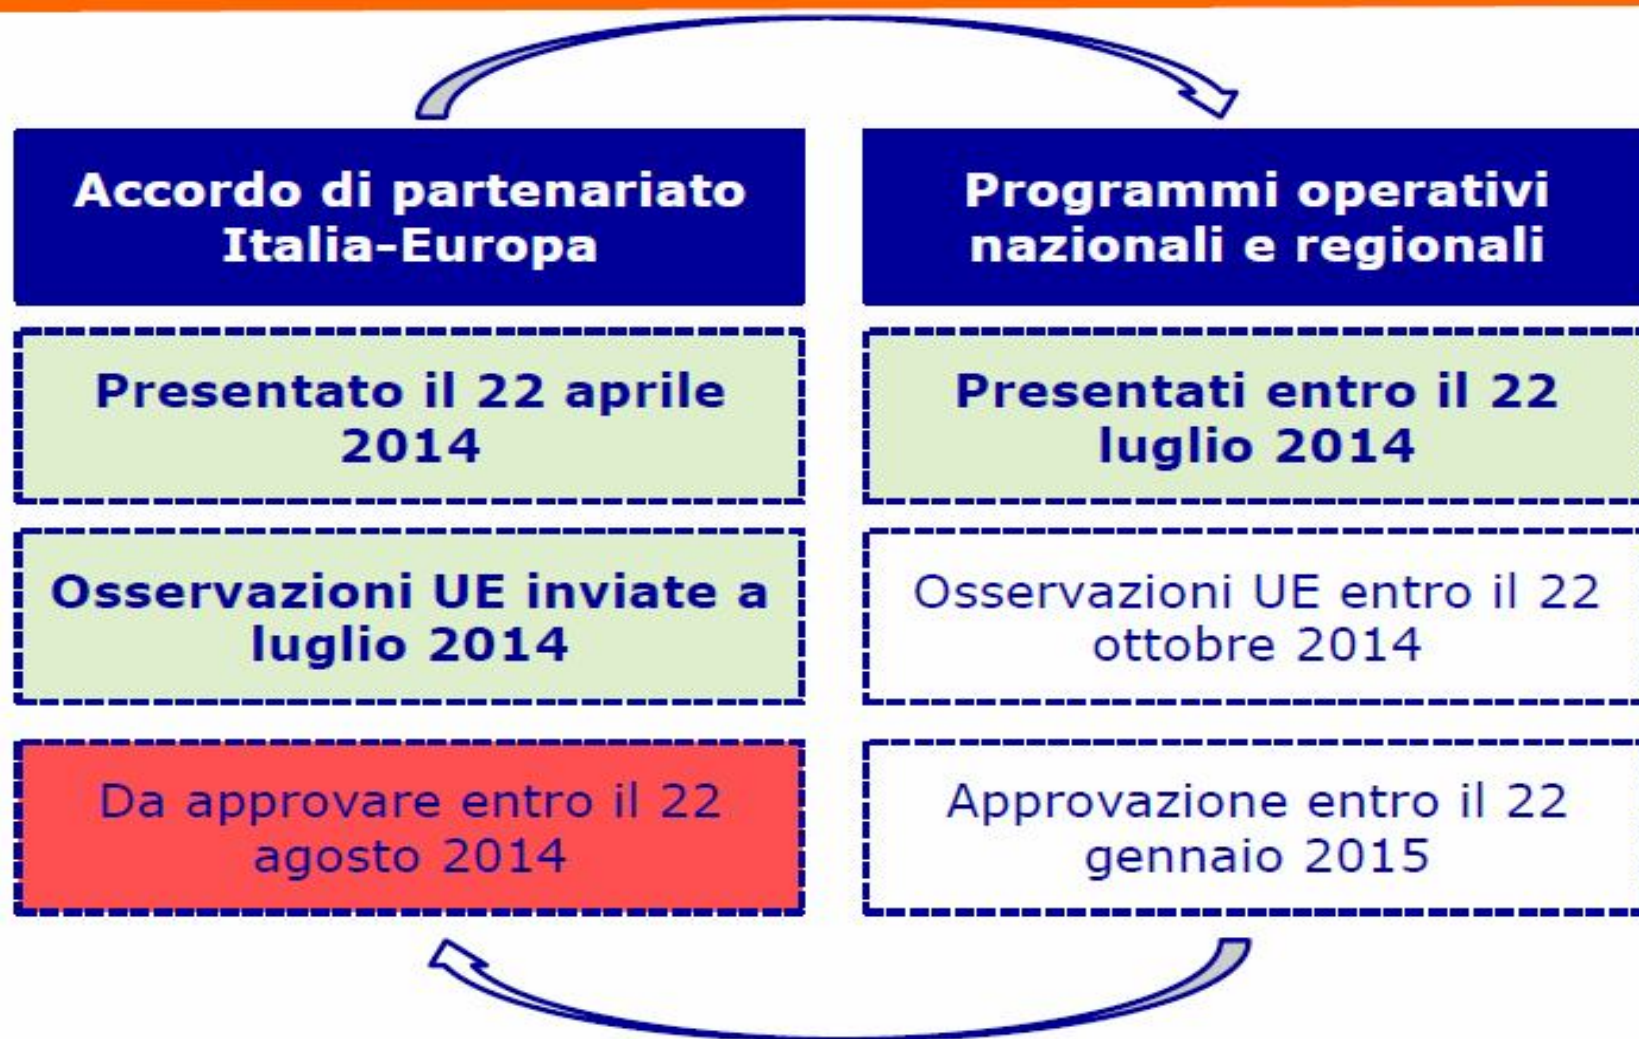 Accordo di partenariato
Italia-Europa
Presentato il 22 aprile
2014
Osservazioni UE inviate a
luglio 2014
Da approvare entro il 22
agosto 2014
Programmi operativi
nazionali e regionali
Presentati entro il 22
luglio 2014
Osservazioni UE entro il 22
ottobre 2014
Approvazione entro il 22
gennaio 2015